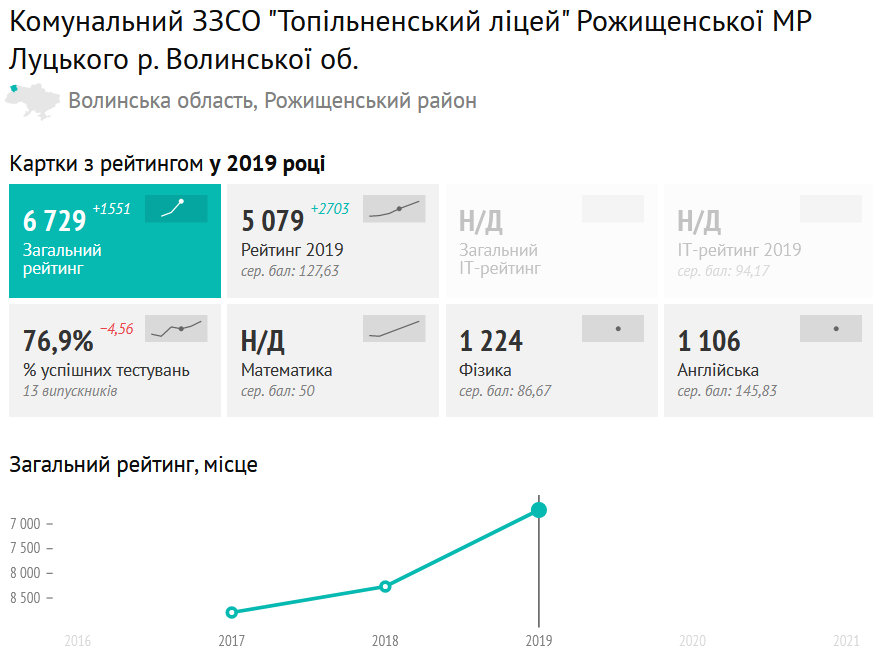 Комунальний ЗЗСО "Топільненський ліцей" Рожищенської МР
Луцького р. Волинської об.
Волинська область, Рожищенський район
Картки з рейтингом у 2019 році
6 729 +1551
Загальний
рейтинг
5 079 +2703
Рейтинг 2019
сер. бал: 127,63
Н/Д
Загальний
ІТ-рейтинг
Н/Д
ІТ-рейтинг 2019
сер. бал: 94,17
76,9% −4,56
% успішних тестувань
13 випускників
Н/Д
Математика
сер. бал: 50
1 224
Фізика
сер. бал: 86,67
1 106
Англійська
сер. бал: 145,83
Загальний рейтинг, місце
7 000
7 500
8 000
8 500
2016 2017 2018 2019 2020 2021